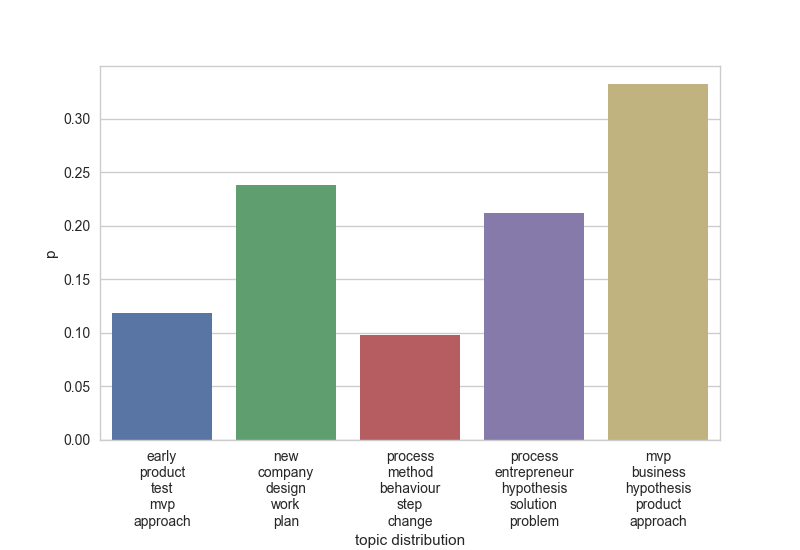 0.30
0.25
0.20
0.15
0.10
0.05
0.00
p
early
product
test
mvp
approach
new
company
design
work
plan
process
method
behaviour
step
change
process
entrepreneur
hypothesis
solution
problem
mvp
business
hypothesis
product
approach
topic distribution